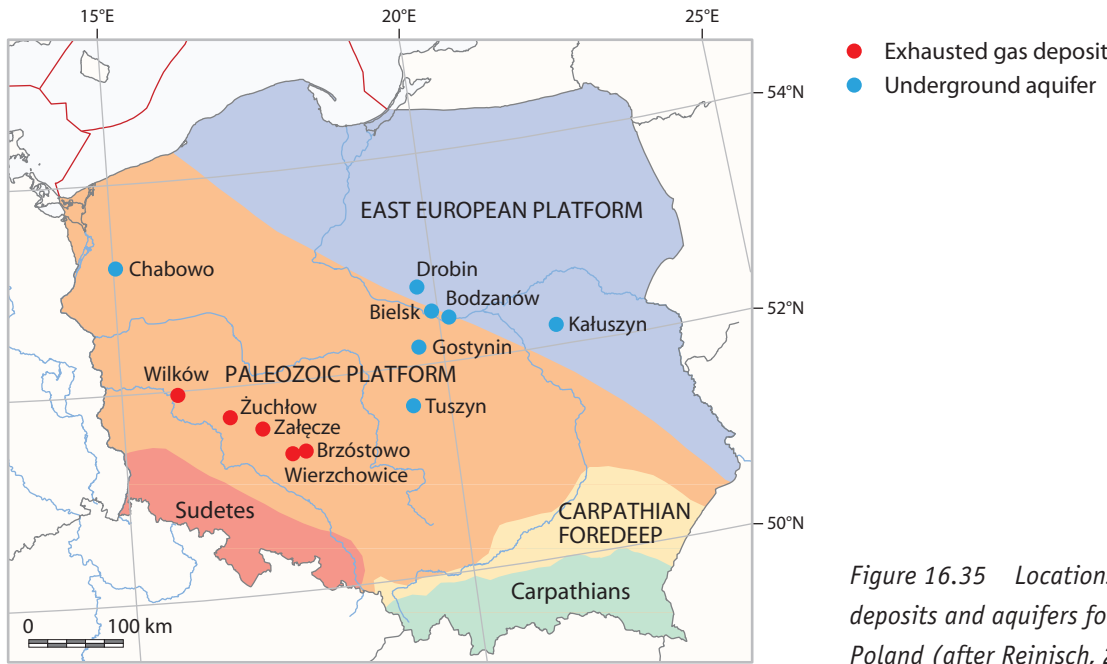 15°E
20°E
25°E
Exhausted gas deposit
Underground aquifer
54°N
EAST EUROPEAN PLATFORM
Chabowo
Drobin
Bielsk
Bodzanów
52°N
Kałuszyn
Gostynin
Wilków
PALEOZOIC PLATFORM
Żuchłow
Tuszyn
Załęcze
Brzóstowo
Wierzchowice
Sudetes
CARPATHIAN
FOREDEEP
50°N
Carpathians
0
100 km
Figure 16.35 Location
deposits and aquifers fo
Poland (after Reinisch, 2